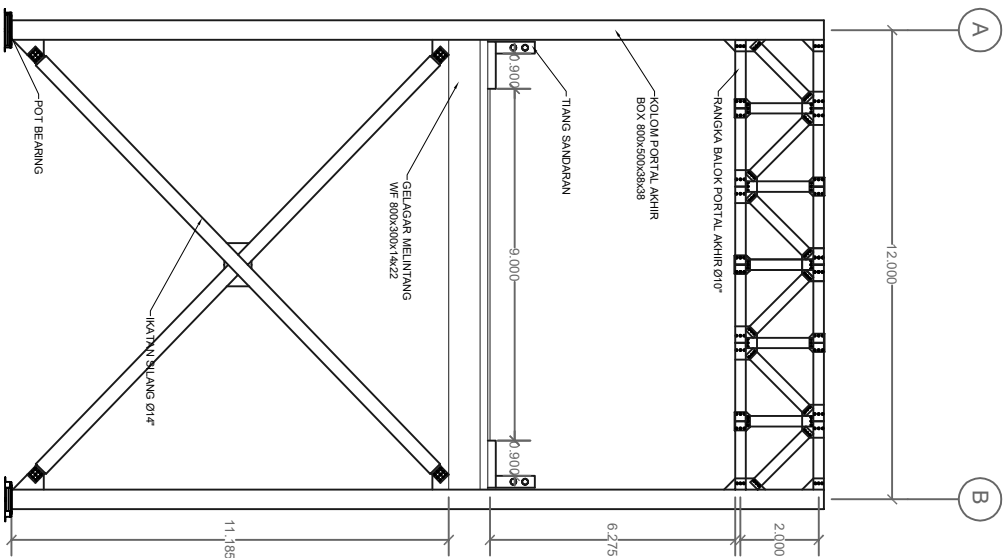 A
B
12.000
2.000
6.275
11.185
RANGKA BALOK PORTAL AKHIR Ø10"
KOLOM PORTAL AKHIR
BOX 800x500x38x38
TIANG SANDARAN
0.900
9.000
0.900
GELAGAR MELINTANG
WF 800x300x14x22
IKATAN SILANG Ø14"
POT BEARING